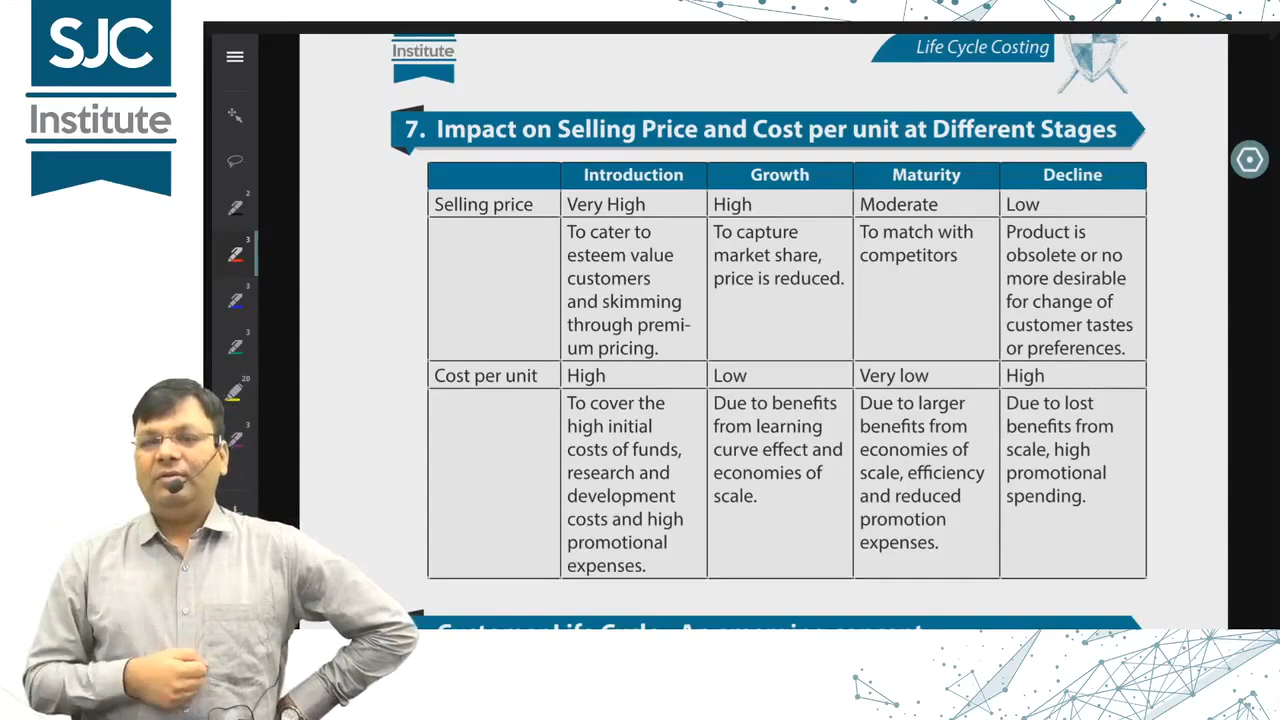 SJC
Institute
Institute
Life Cycle Costing
7. Impact on Selling Price and Cost per unit at Different Stages
Introduction Growth Maturity Decline
Selling price Very High High Moderate Low
To cater to
esteem value
customers
and skimming
through premi-
um pricing.
To capture
market share,
price is reduced.
To match with
competitors
Product is
obsolete or no
more desirable
for change of
customer tastes
or preferences.
Cost per unit High Low Very low High
To cover the
high initial
costs of funds,
research and
development
costs and high
promotional
expenses.
Due to benefits
from learning
curve effect and
economies of
scale.
Due to larger
benefits from
economies of
scale, efficiency
and reduced
promotion
expenses.
Due to lost
benefits from
scale, high
promotional
spending.
2
3
3
3
20
3